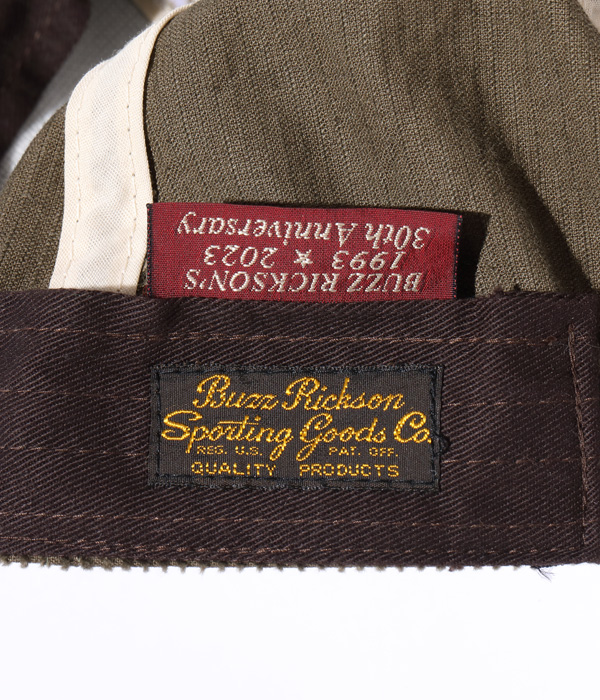 BUZZ RICKSON'S
1993 ★ 2023
30th Anniversary
Buzz Rickson
Sporting Goods Co.
REG. U.S. PAT. OFF.
QUALITY PRODUCTS